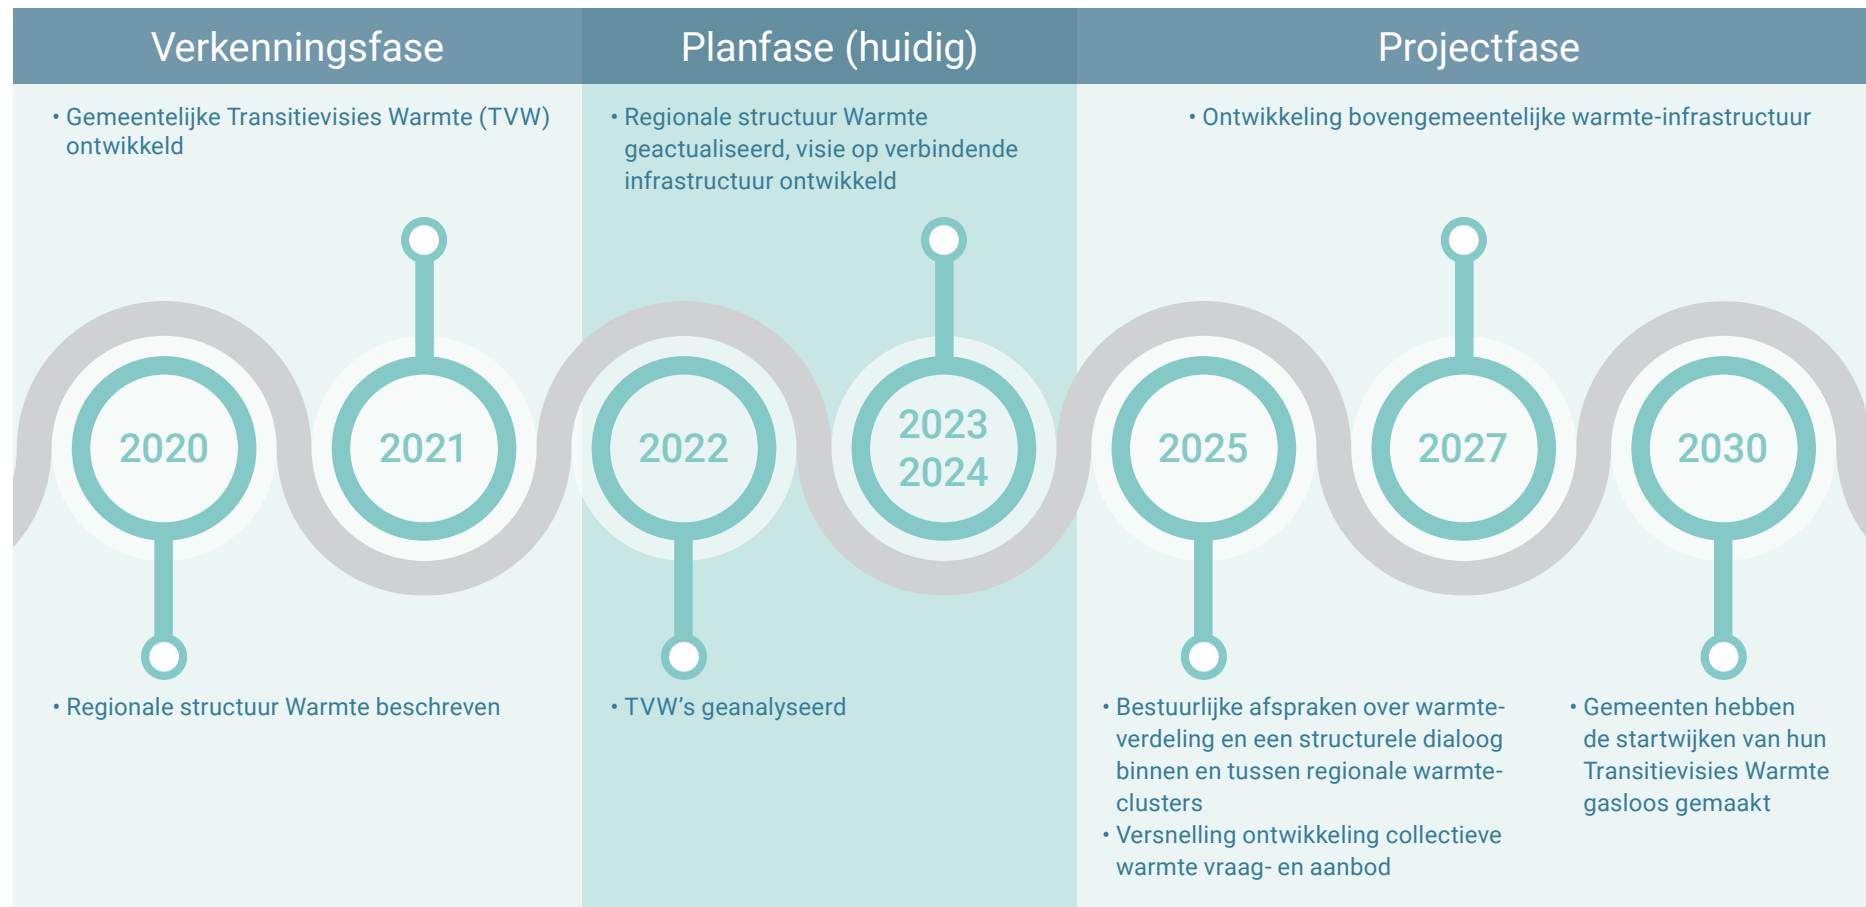 Verkenningsfase
Planfase (huidig)
Projectfase
• Gemeentelijke Transitievisies Warmte (TVW)
ontwikkeld
• Regionale structuur Warmte
geactualiseerd, visie op verbindende
infrastructuur ontwikkeld
• Ontwikkeling bovengemeentelijke warmte-infrastructuur
2020
2021
2022
2023
2024
2025
2027
2030
• Regionale structuur Warmte beschreven
• TVW's geanalyseerd
• Bestuurlijke afspraken over warmte-
verdeling en een structurele dialoog
binnen en tussen regionale warmte-
clusters
• Versnelling ontwikkeling collectieve
warmte vraag- en aanbod
• Gemeenten hebben
de startwijken van hun
Transitievisies Warmte
gasloos gemaakt